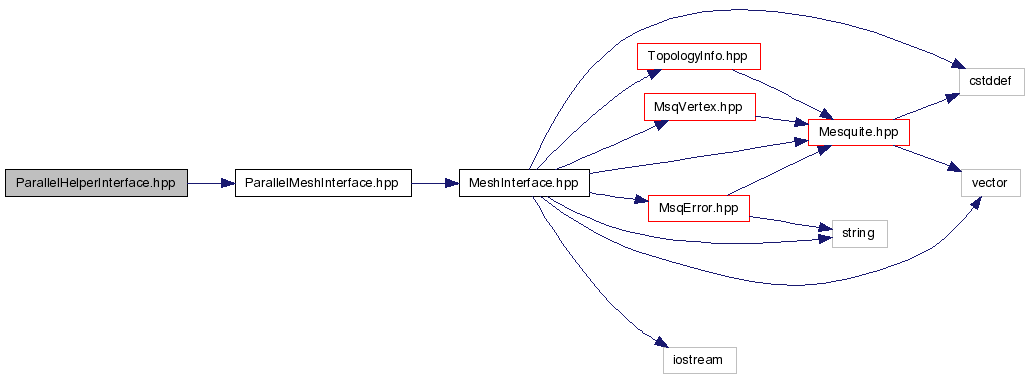 TopologyInfo.hpp
cstddef
MsqVertex.hpp
Mesquite.hpp
ParallelHelperInterface.hpp
ParallelMeshInterface.hpp
MeshInterface.hpp
vector
MsqError.hpp
string
iostream